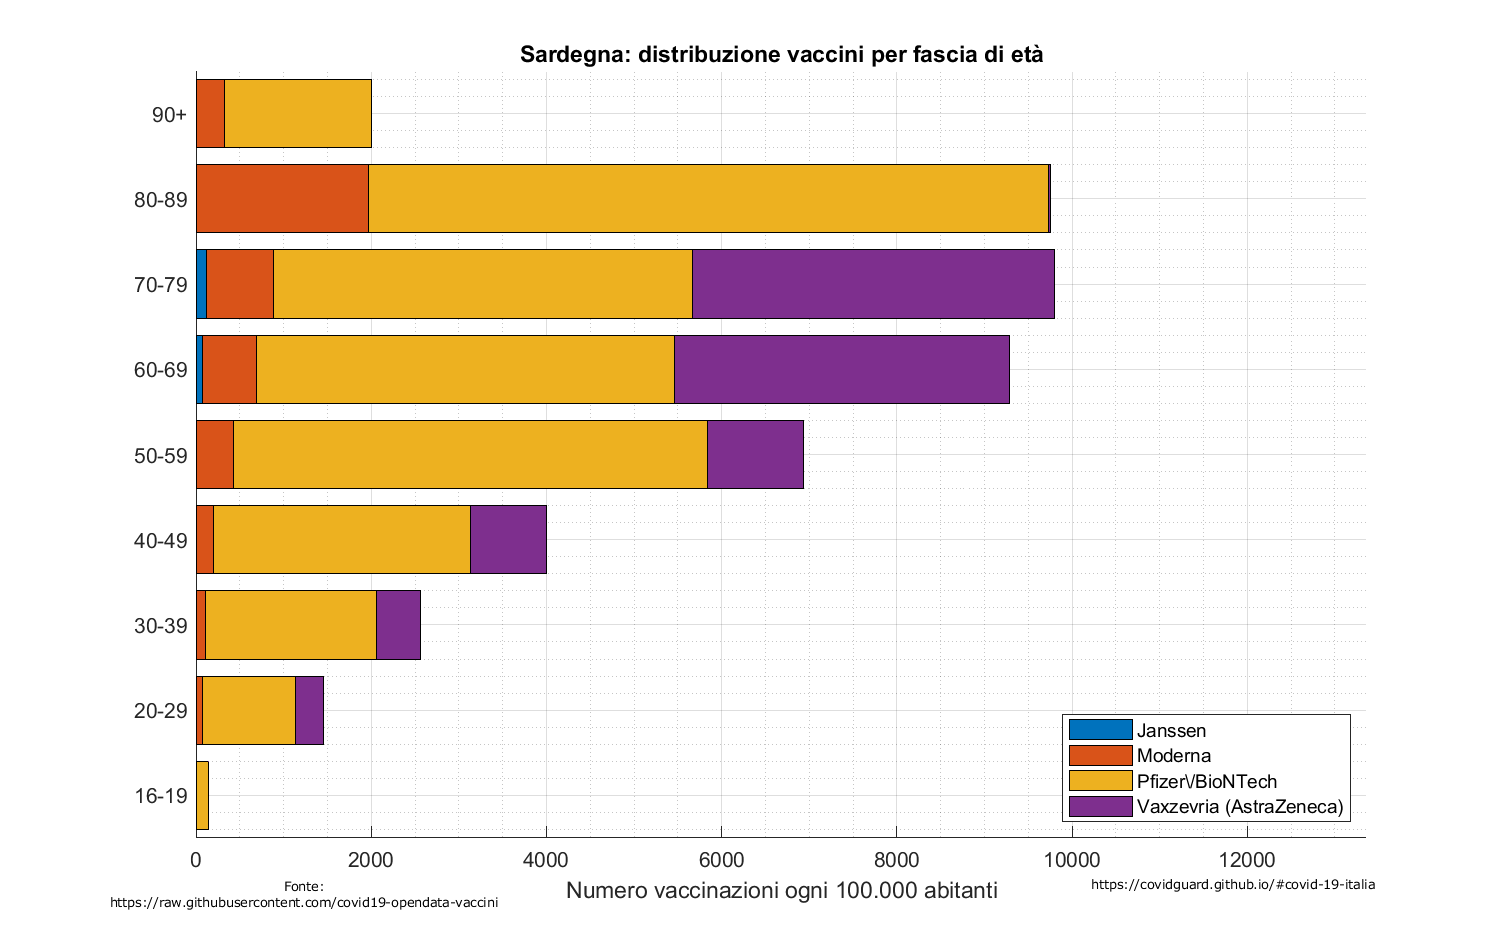 Sardegna: distribuzione vaccini per fascia di età
90+
80-89
70-79
60-69
50-59
40-49
30-39
20-29
16-19
Janssen
Moderna
Pfizer\/BioNTech
Vaxzevria (AstraZeneca)
0 2000 4000 6000 8000 10000 12000
Numero vaccinazioni ogni 100.000 abitanti
Fonte:
https://raw.githubusercontent.com/covid19-opendata-vaccini
https://covidguard.github.io/#covid-19-italia